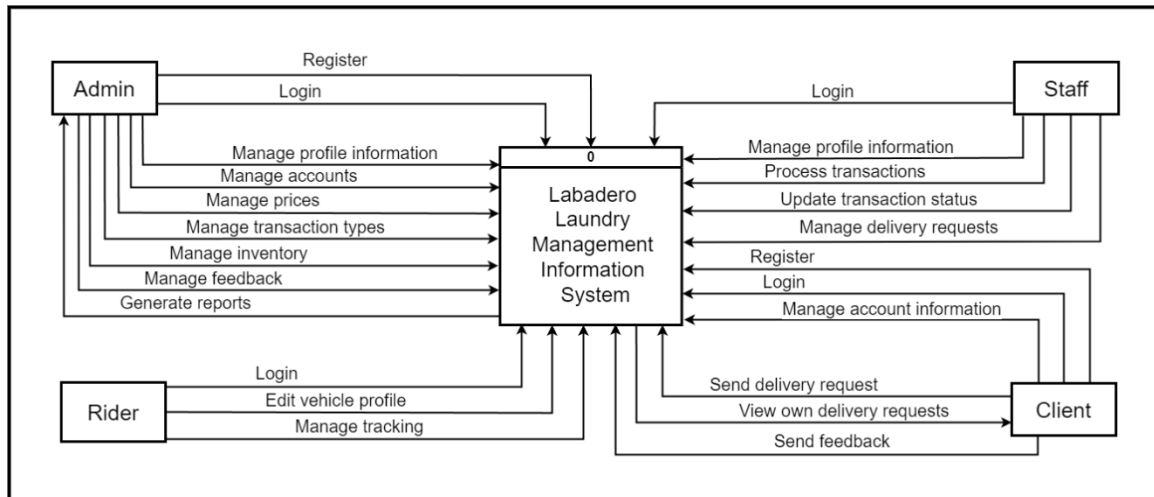 Register
Admin
Login
Login
Staff
Manage profile information
Manage accounts
Manage prices
Manage transaction types
Manage inventory
Manage feedback
Generate reports
0
Labadero
Laundry
Management
Information
System
Manage profile information
Process transactions
Update transaction status
Manage delivery requests
Register
Login
Manage account information
Rider
Login
Edit vehicle profile
Manage tracking
Send delivery request
View own delivery requests
Send feedback
Client